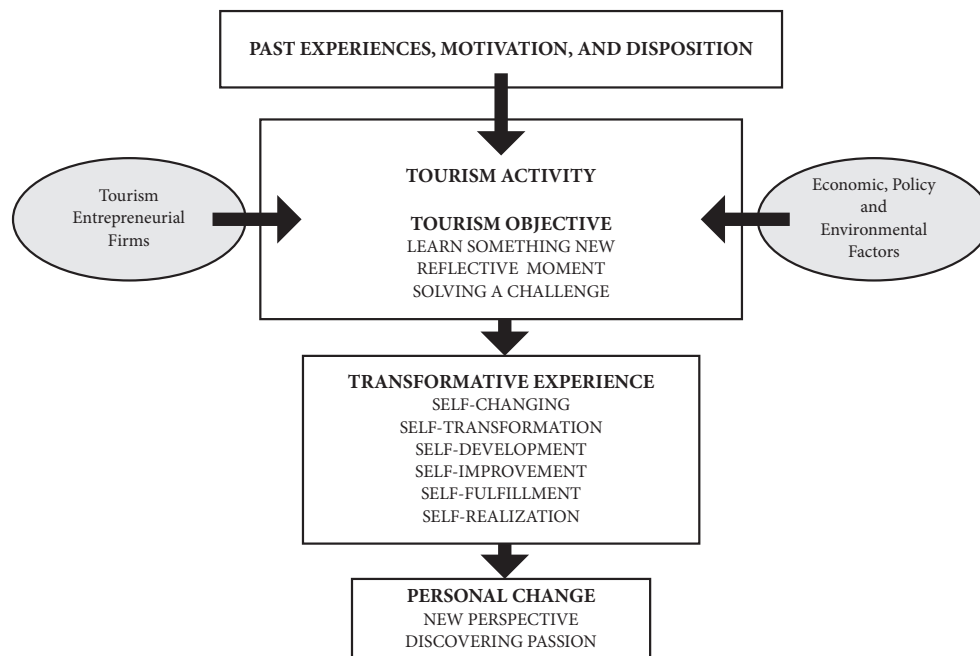 PAST EXPERIENCES, MOTIVATION, AND DISPOSITION
Tourism
Entrepreneurial
Firms
TOURISM ACTIVITY
TOURISM OBJECTIVE
LEARN SOMETHING NEW
REFLECTIVE MOMENT
SOLVING A CHALLENGE
Economic, Policy
and
Environmental
Factors
TRANSFORMATIVE EXPERIENCE
SELF-CHANGING
SELF-TRANSFORMATION
SELF-DEVELOPMENT
SELF-IMPROVEMENT
SELF-FULFILLMENT
SELF-REALIZATION
PERSONAL CHANGE
NEW PERSPECTIVE
DISCOVERING PASSION